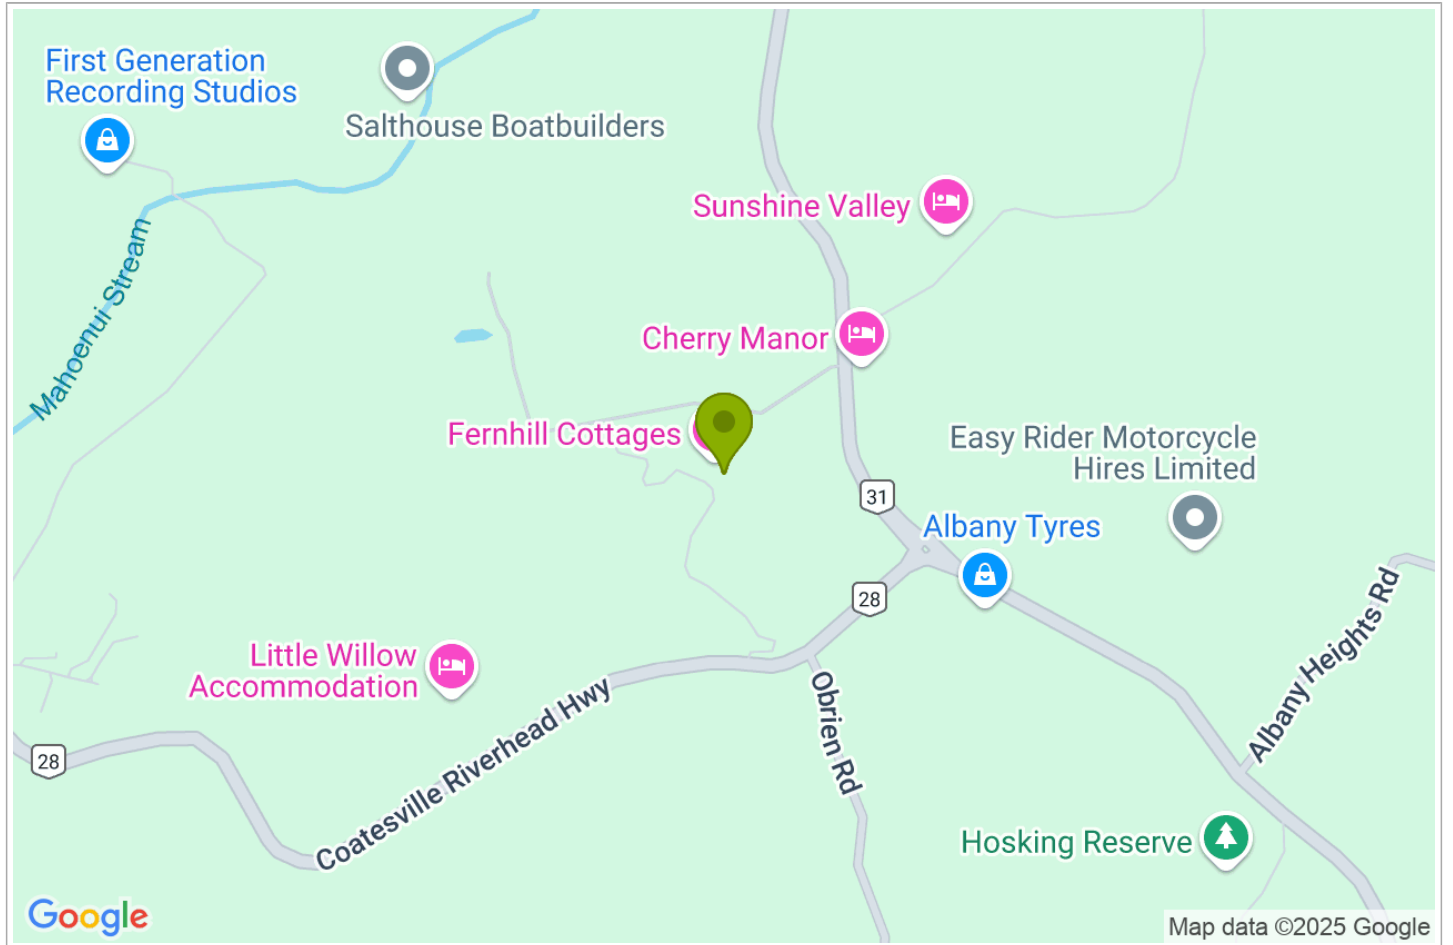 First Generation
Recording Studios
Salthouse Boatbuilders
Mahoenui Stream
Sunshine Valley
Cherry Manor
Fernhill Cottages
Easy Rider Motorcycle
Hires Limited
31
Albany Tyres
28
Little Willow
Accommodation
Obrien Rd
Albany Heights Rd
28
Coatesville Riverhead Hwy
Hosking Reserve
Google
Map data ©2025 Google